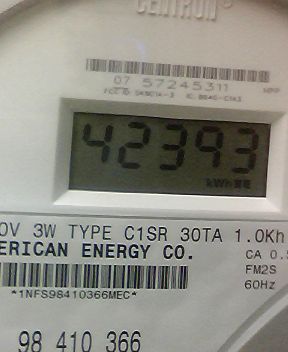 CENTRON®
07 57245311
42393
kWh
0V 3W TYPE C1SR 30TA 1.0Kh
ERICAN ENERGY CO.
CA 0.5
FM2S
*1NFS98410366MEC*
60Hz
98 410 366